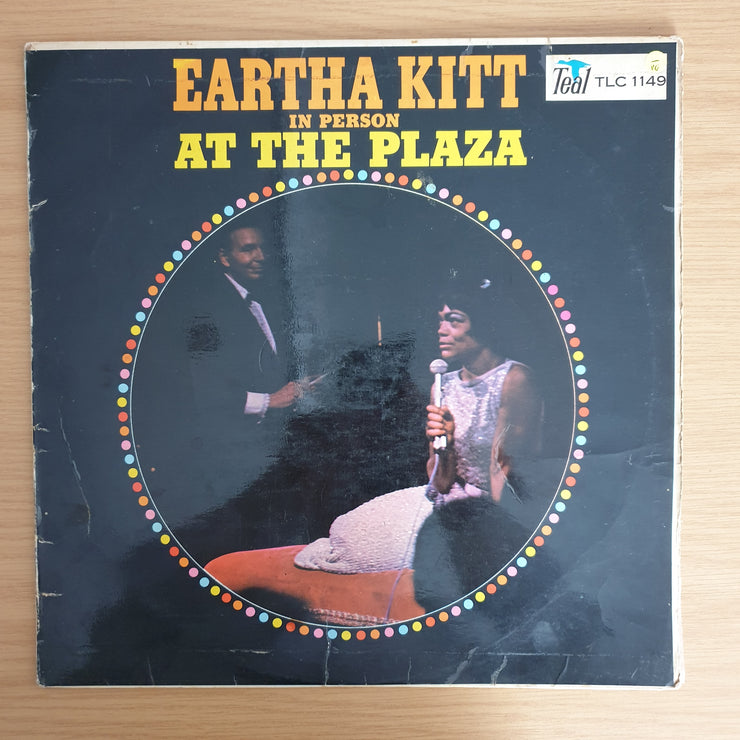 EARTHA KITT
IN PERSON
AT THE PLAZA
Teal TLC 1149